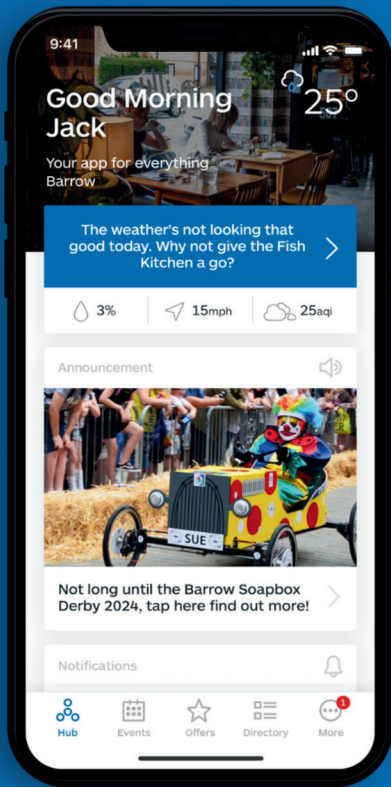 9:41
Good Morning
Jack
25°
Your app for everything
Barrow
The weather's not looking that
good today. Why not give the Fish
Kitchen a go?
3%
15mph
25aqi
Announcement
SUE
Not long until the Barrow Soapbox
Derby 2024, tap here find out more!
Notifications
1
Hub
Events
Offers
Directory
More